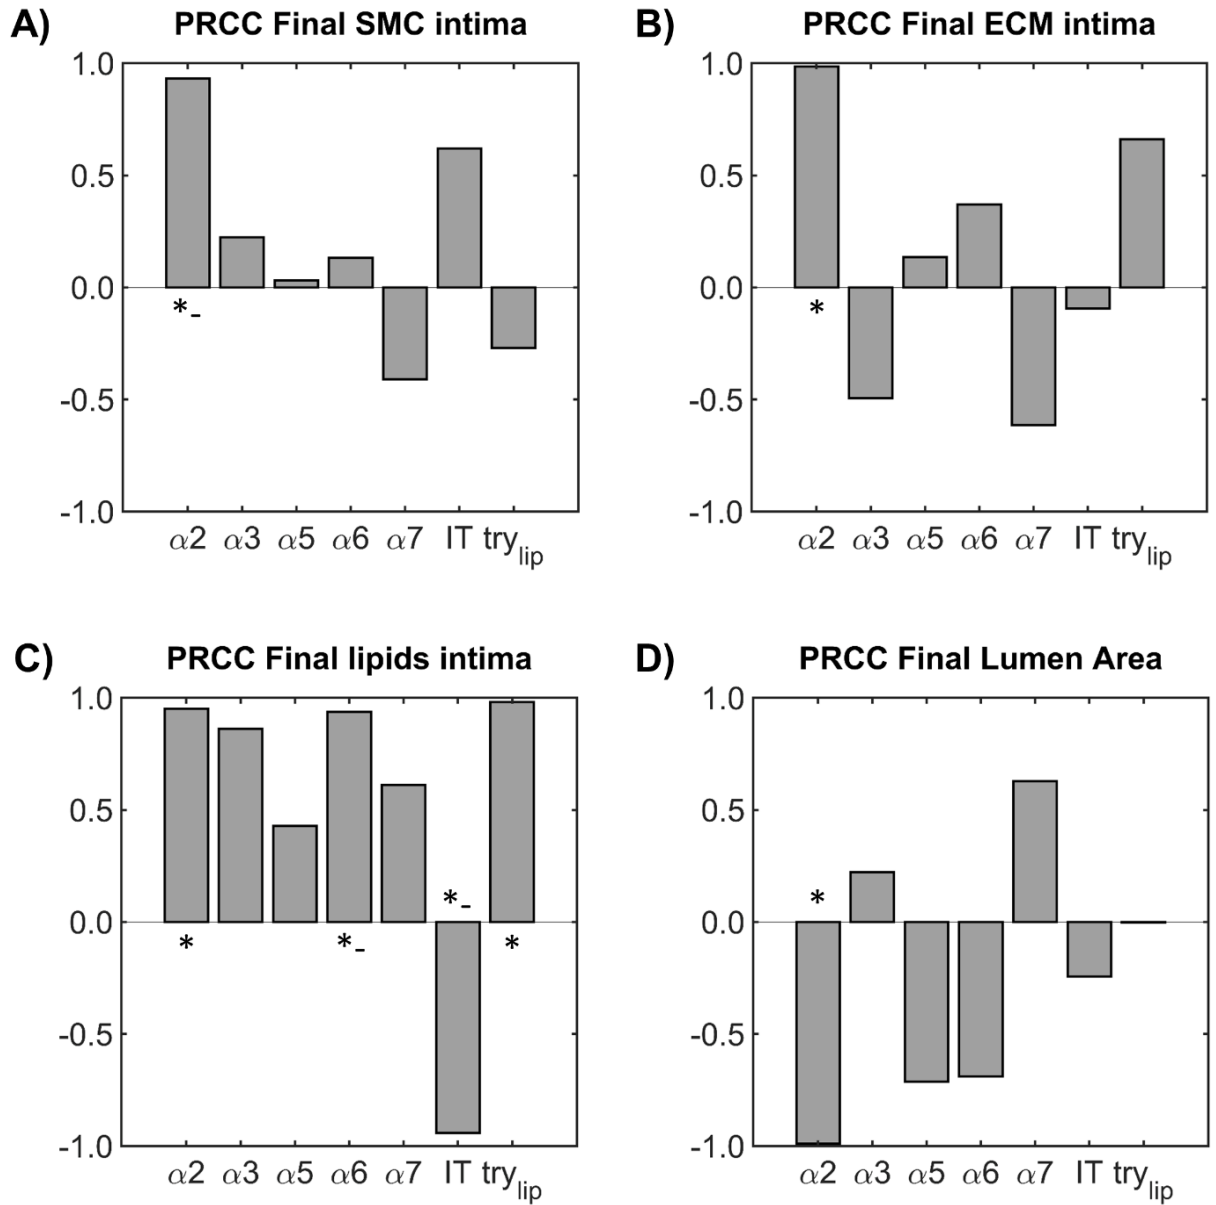 A) PRCC Final SMC intima
1.0
0.5
0.0
-0.5
-1.0
*-
α2 α3 α5 α6 α7 IT try_lip
B) PRCC Final ECM intima
1.0
0.5
0.0
-0.5
-1.0
*
α2 α3 α5 α6 α7 IT try_lip
C) PRCC Final lipids intima
1.0
0.5
0.0
-0.5
-1.0
*-
* *- *
α2 α3 α5 α6 α7 IT try_lip
D) PRCC Final Lumen Area
1.0
0.5
0.0
-0.5
-1.0
*
α2 α3 α5 α6 α7 IT try_lip